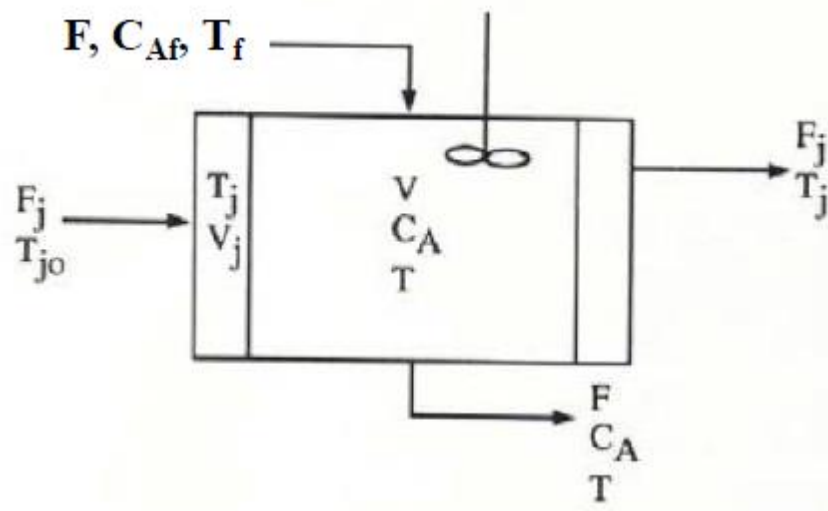 F, C_Af, T_f
F_j
T_jo
T_j
V_j
V
C_A
T
F_j
T_j
F
C_A
T